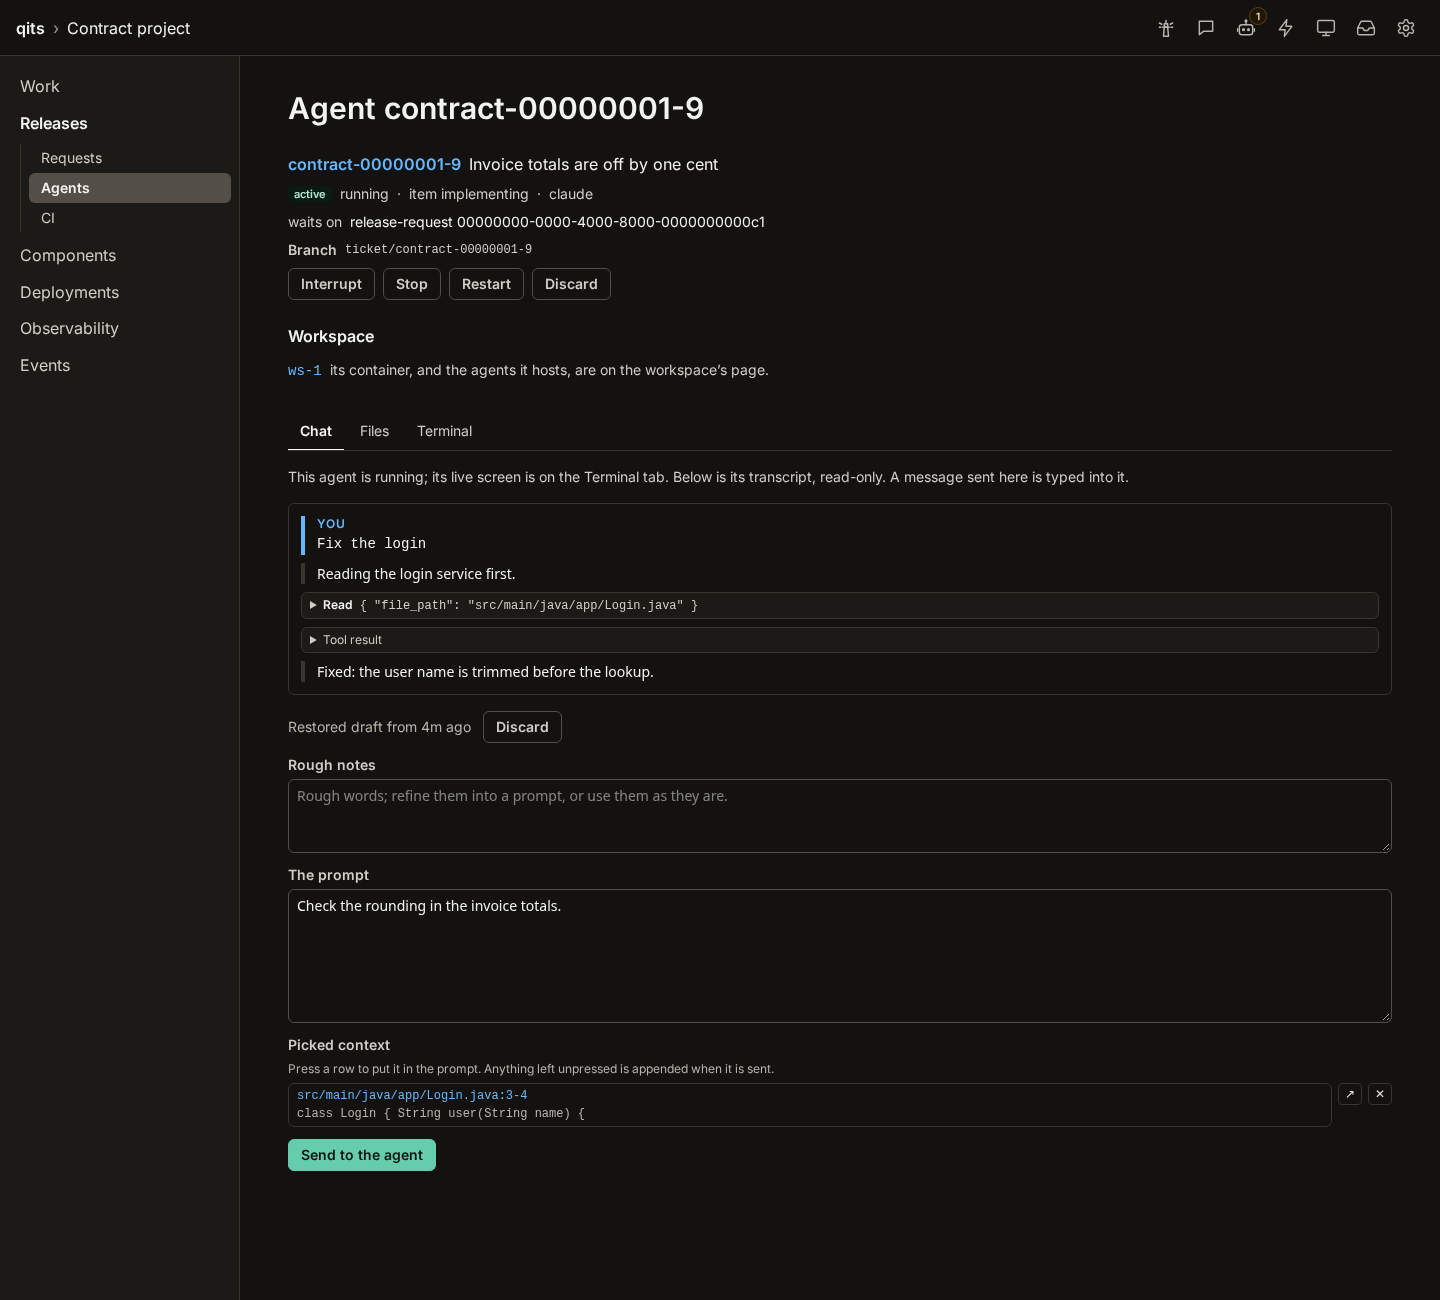 qits › Contract project
1
Work
Releases
Requests
Agents
CI
Components
Deployments
Observability
Events
Agent contract-00000001-9
contract-00000001-9 Invoice totals are off by one cent
active running · item implementing · claude
waits on release-request 00000000-0000-4000-8000-0000000000c1
Branch ticket/contract-00000001-9
Interrupt Stop Restart Discard
Workspace
ws-1 its container, and the agents it hosts, are on the workspace’s page.
Chat Files Terminal
This agent is running; its live screen is on the Terminal tab. Below is its transcript, read-only. A message sent here is typed into it.
YOU
Fix the login
Reading the login service first.
Read { "file_path": "src/main/java/app/Login.java" }
Tool result
Fixed: the user name is trimmed before the lookup.
Restored draft from 4m ago Discard
Rough notes
Rough words; refine them into a prompt, or use them as they are.
The prompt
Check the rounding in the invoice totals.
Picked context
Press a row to put it in the prompt. Anything left unpressed is appended when it is sent.
src/main/java/app/Login.java:3-4
class Login { String user(String name) {
Send to the agent